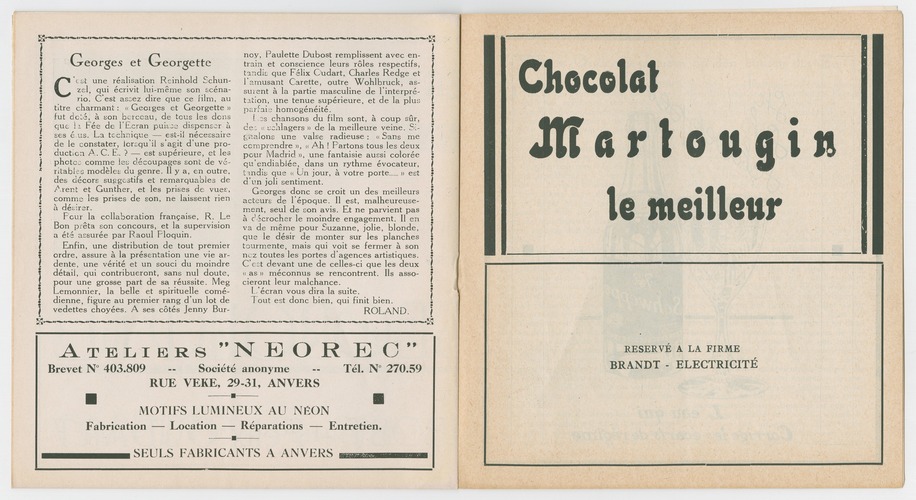 Georges et Georgette
C'est une réalisation Reinhold Schun-
zel, qui écrivit lui-même son scéna-
rio. C'est assez dire que ce film, au
titre charmant : « Georges et Georgette »
fut doté, à son berceau, de tous les dons
que la Fée de l'Ecran puisse dispenser à
ses élus. La technique — est-il nécessaire
de le constater, lorsqu'il s'agit d'une pro-
duction A. C. E. ? — est supérieure, et les
photos comme les découpages sont de vé-
ritables modèles du genre. Il y a, en outre,
des décors suggestifs et remarquables de
Arent et Gunther, et les prises de vues,
comme les prises de son, ne laissent rien
à désirer.
Pour la collaboration française, R. Le
Bon prêta son concours, et la supervision
a été assurée par Raoul Floquin.
Enfin, une distribution de tout premier
ordre, assure à la présentation une vie ar-
dente, une vérité et un souci du moindre
détail, qui contribueront, sans nul doute,
pour une grosse part de sa réussite. Meg
Lemonnier, la belle et spirituelle comé-
dienne, figure au premier rang d'un lot de
vedettes choyées. A ses côtés Jenny Bur-
noy, Paulette Dubost remplissent avec en-
train et conscience leurs rôles respectifs,
tandis que Félix Oudart, Charles Redge et
l'amusant Carette, outre Wohlbruck, as-
surent à la partie masculine de l'interpré-
tation, une tenue supérieure, et de la plus
parfaite homogénéité.
Les chansons du film sont, à coup sûr,
des « schlagers » de la meilleure veine. Si-
gnalons une valse radieuse : « Sans me
comprendre », « Ah ! Partons tous les deux
pour Madrid », une fantaisie aussi colorée
qu'endiablée, dans un rythme évocateur,
tandis que « Un jour, à votre porte.... » est
d'un joli sentiment.
Georges donc se croit un des meilleurs
acteurs de l'époque. Il est, malheureuse-
ment, seul de son avis. Et ne parvient pas
à décrocher le moindre engagement. Il en
va de même pour Suzanne, jolie, blonde,
que le désir de monter sur les planches
tourmente, mais qui voit se fermer à son
nez toutes les portes d'agences artistiques.
C'est devant une de celles-ci que les deux
« as » méconnus se rencontrent. Ils asso-
cieront leur malchance.
L'écran vous dira la suite.
Tout est donc bien, qui finit bien.
ROLAND.
ATELIERS "NEOREC"
Brevet N° 403.809 -- Société anonyme -- Tél. N° 270.59
RUE VEKE, 29-31, ANVERS
MOTIFS LUMINEUX AU NÉON
Fabrication — Location — Réparations — Entretien.
SEULS FABRICANTS A ANVERS
Chocolat
Martougin
le meilleur
RESERVÉ A LA FIRME
BRANDT - ELECTRICITÉ